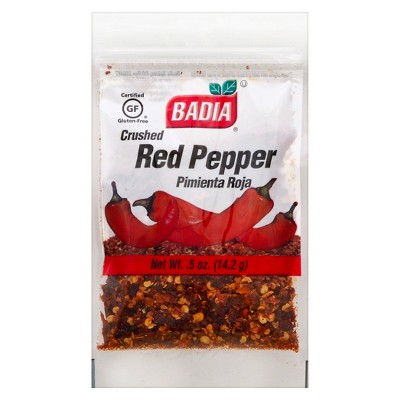 BADIA
®
Certified
GF
Gluten-Free
Crushed
Red Pepper
Pimienta Roja
Net Wt. .5 oz. (14.2 g)